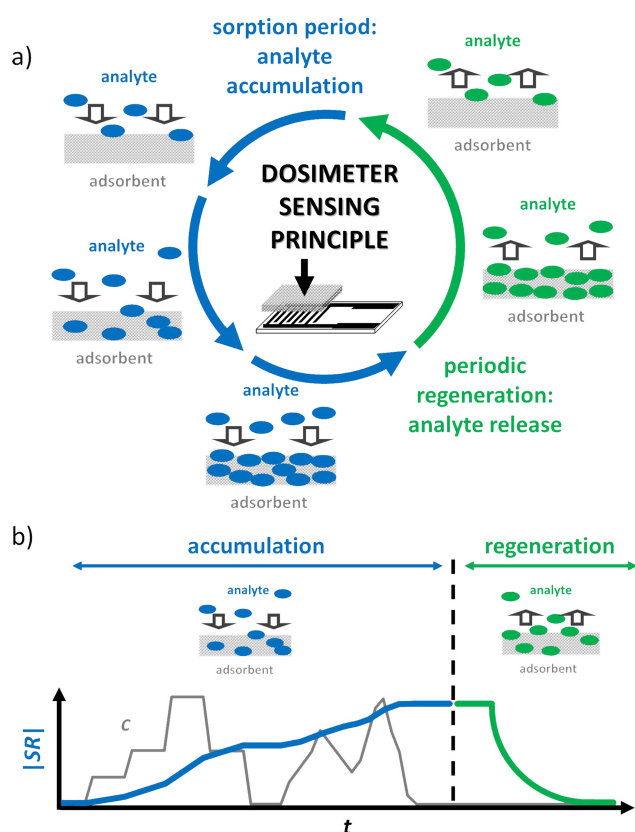 a)
sorption period:
analyte
accumulation
analyte
adsorbent
analyte
adsorbent
DOSIMETER
SENSING
PRINCIPLE
analyte
adsorbent
analyte
adsorbent
analyte
adsorbent
periodic
regeneration:
analyte release
b)
accumulation
regeneration
analyte
adsorbent
analyte
adsorbent
|SR|
c
t